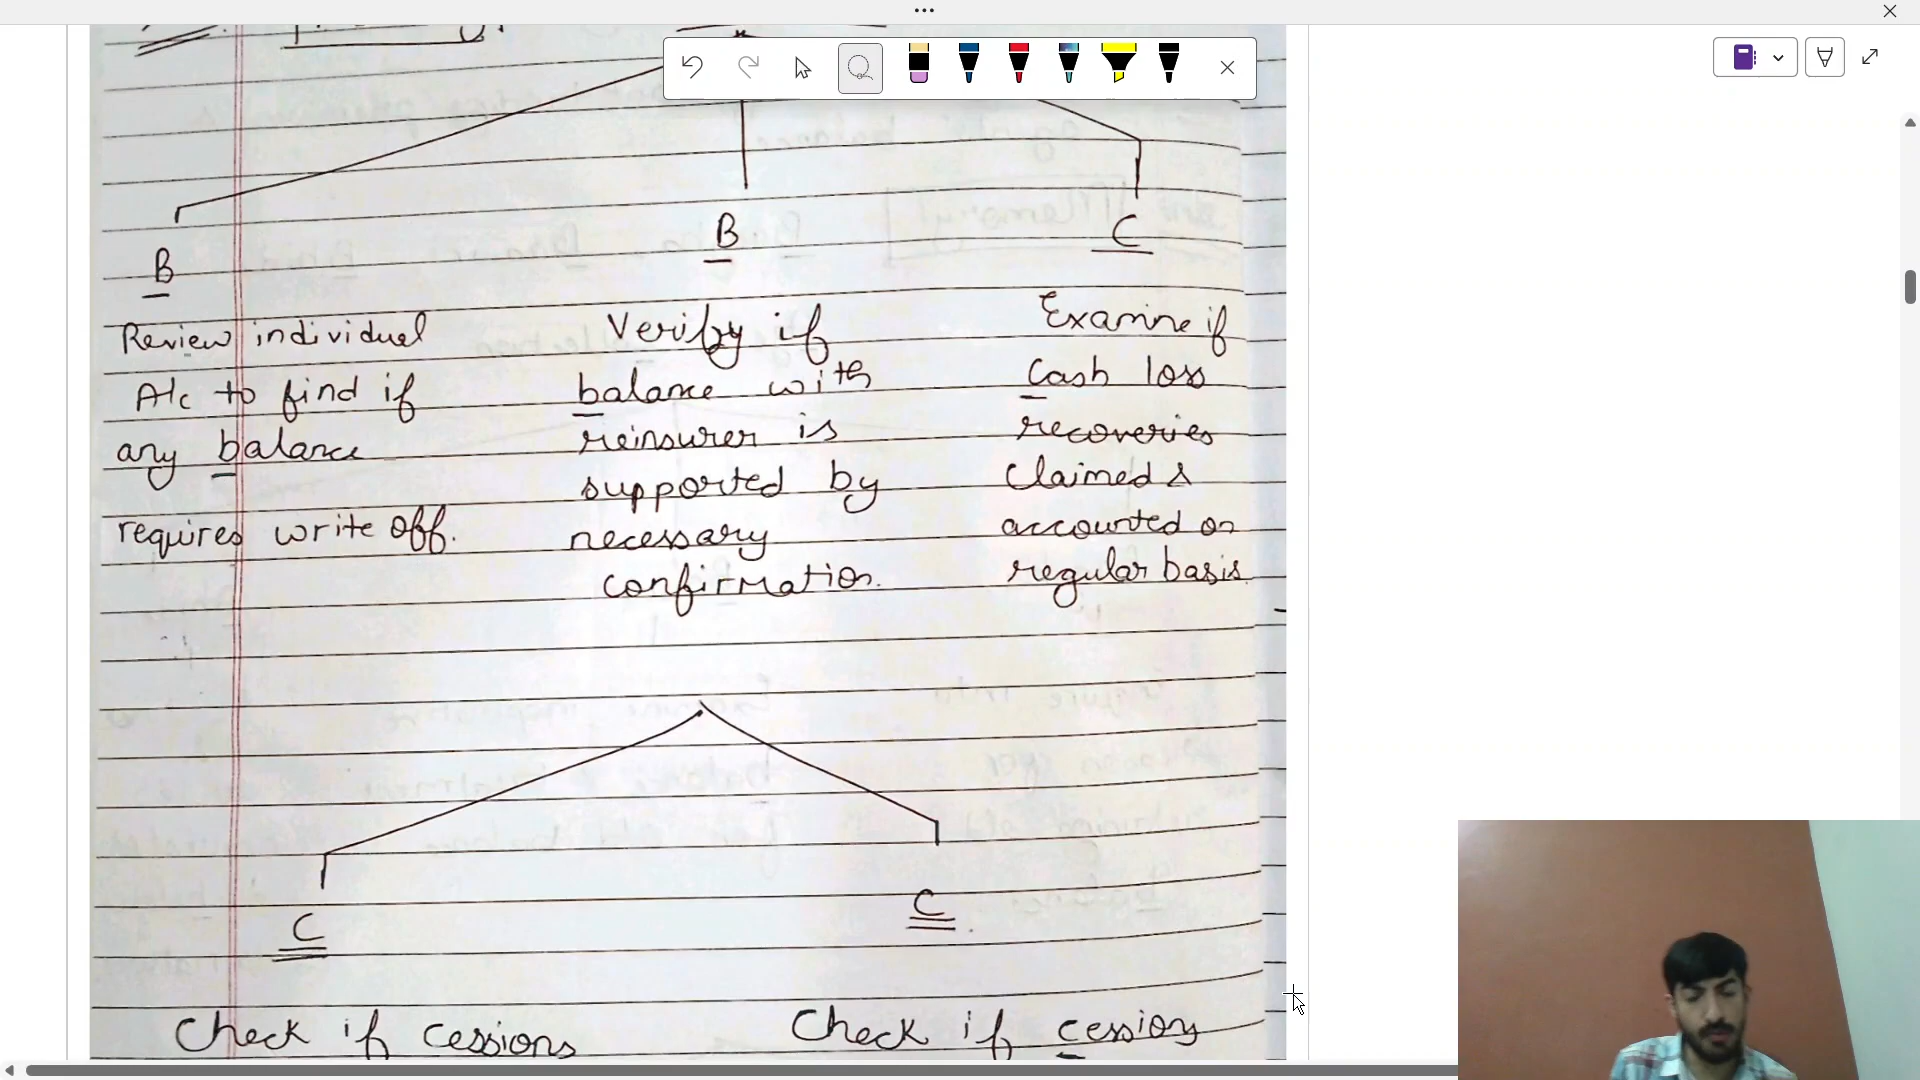 B
B
C
Review individual
A/c to find if
any balance
requires write off.
Verify if
balance with
reinsurer is
supported by
necessary
confirmation.
Examine if
Cash loss
recoveries
Claimed &
accounted on
regular basis.
C
C
Check if cessions
Check if cession